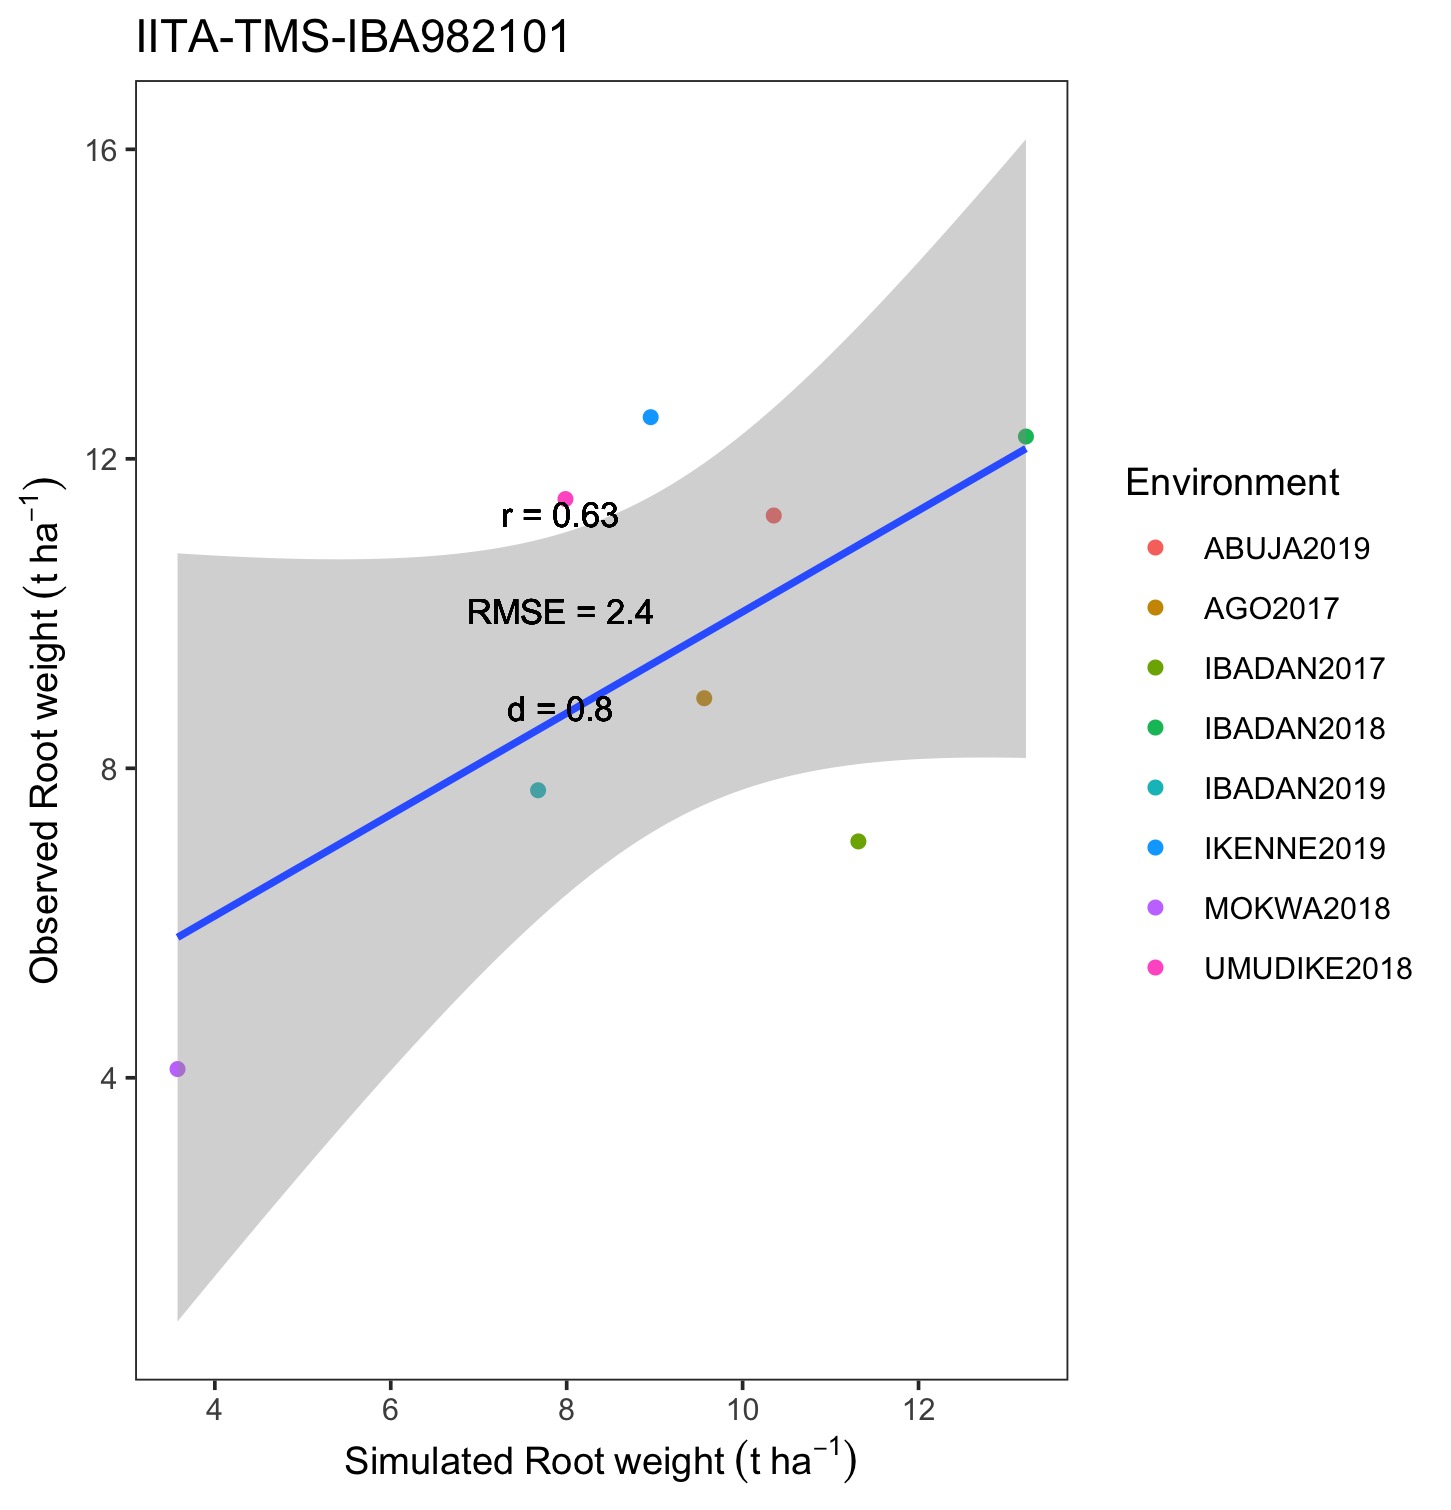 IITA-TMS-IBA982101
16
12
8
4
Observed Root weight (t ha⁻¹)
r = 0.63
RMSE = 2.4
d = 0.8
4 6 8 10 12
Simulated Root weight (t ha⁻¹)
Environment
ABUJA2019
AGO2017
IBADAN2017
IBADAN2018
IBADAN2019
IKENNE2019
MOKWA2018
UMUDIKE2018